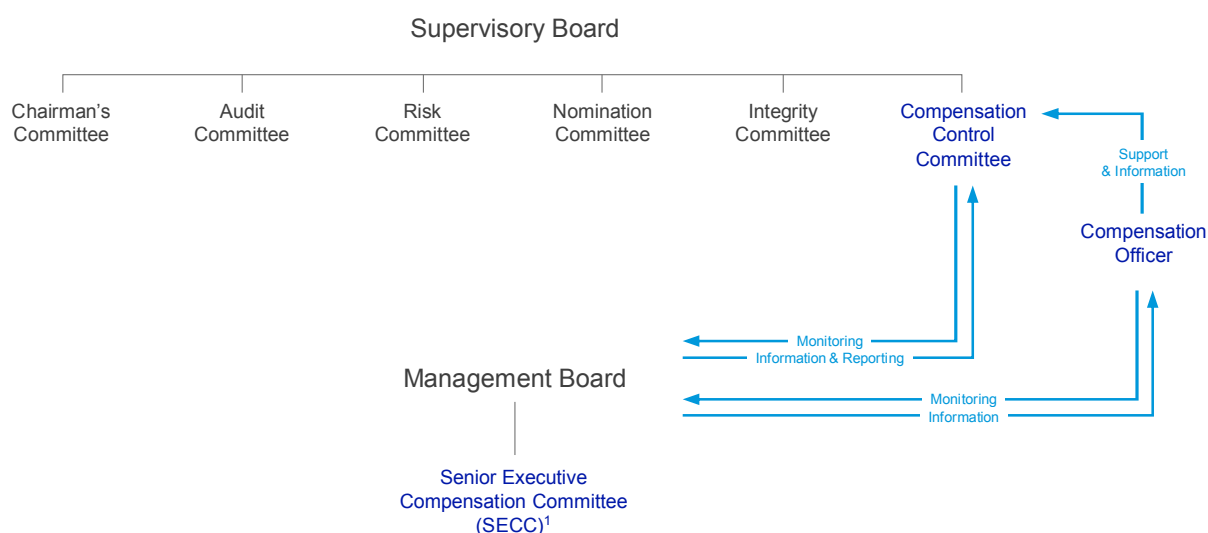 Supervisory Board
Chairman’s
Committee
Audit
Committee
Risk
Committee
Nomination
Committee
Integrity
Committee
Compensation
Control
Committee
Support
& Information
Compensation
Officer
Monitoring
Information & Reporting
Management Board
Monitoring
Information
Senior Executive
Compensation Committee
(SECC)¹